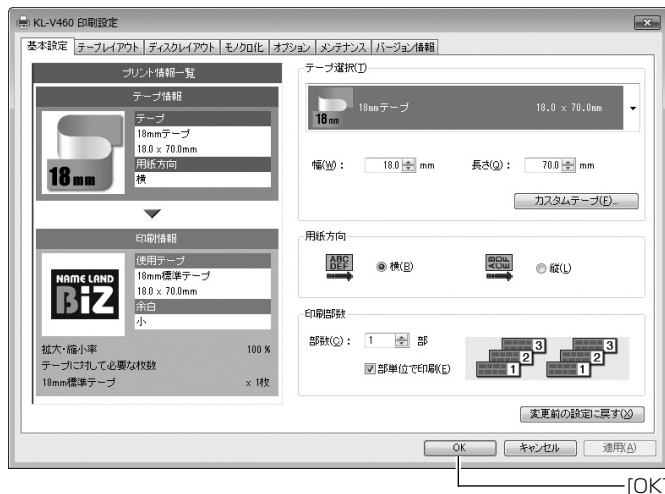 KL-V460 印刷設定
基本設定 テープレイアウト ディスクレイアウト モノクロ化 オプション メンテナンス バージョン情報
プリント情報一覧
テープ情報
18mm
テープ
18mmテープ
18.0 x 70.0mm
用紙方向
横
印刷情報
NAME LAND
BiZ
使用テープ
18mm標準テープ
18.0 x 70.0mm
余白
小
拡大・縮小率 100 %
テープに対して必要な枚数
18mm標準テープ x 1枚
テープ選択(T)
18mm
18mmテープ 18.0 x 70.0mm
幅(W): 18.0 mm 長さ(Q): 70.0 mm
カスタムテープ(F)...
用紙方向
ABC
DEF
横(B)
縦(L)
印刷部数
部数(C): 1 部
部単位で印刷(E)
3
2
1
3
2
1
変更前の設定に戻す(X)
OK キャンセル 適用(A)
[OK]